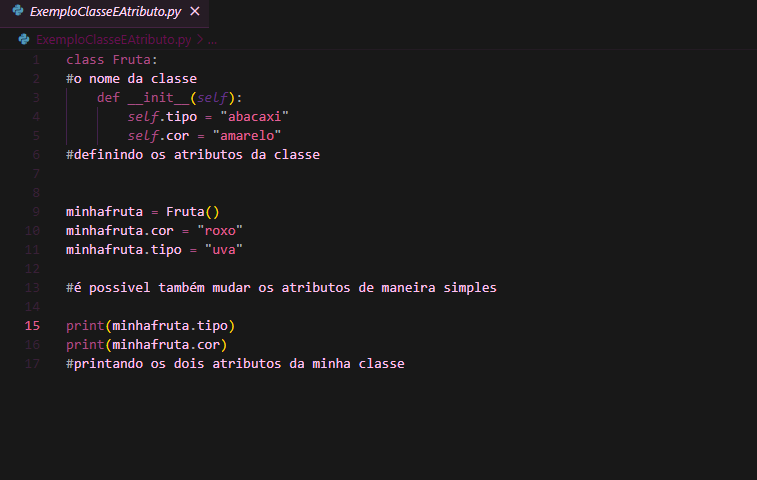 ExemploClasseEAtributo.py ×
ExemploClasseEAtributo.py > ...
1 class Fruta:
2 #o nome da classe
3 def __init__(self):
4 self.tipo = "abacaxi"
5 self.cor = "amarelo"
6 #definindo os atributos da classe
7
8
9 minhafruta = Fruta()
10 minhafruta.cor = "roxo"
11 minhafruta.tipo = "uva"
12
13 #é possivel também mudar os atributos de maneira simples
14
15 print(minhafruta.tipo)
16 print(minhafruta.cor)
17 #printando os dois atributos da minha classe